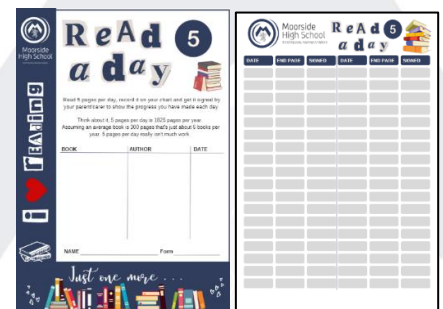 Moorside
High School
ReAd 5
a day
i ❤ reAding
Read 5 pages per day, record it on your chart and get it signed by
your parent/carer to show the progress you have made each day.
Think about it, 5 pages per day is 1825 pages per year.
Assuming an average book is 300 pages that's just about 6 books per
year. 5 pages per day really isn't much work.
BOOK AUTHOR DATE
NAME Form
Just one more . . .
Moorside
High School
ReAd 5
a day
DATE END PAGE SIGNED DATE END PAGE SIGNED